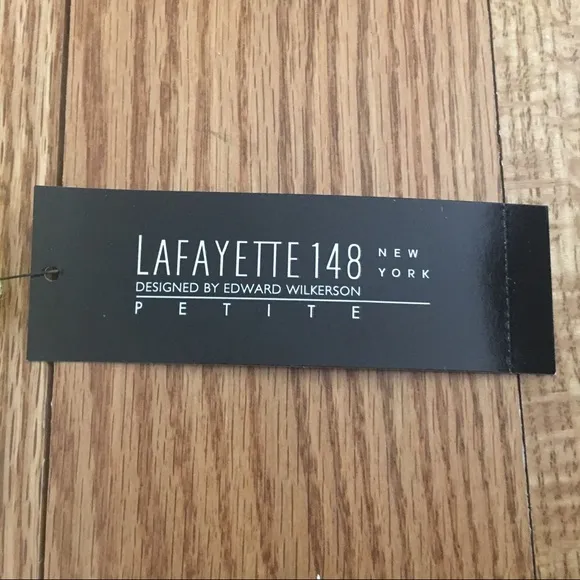 LAFAYETTE 148 NEW YORK
DESIGNED BY EDWARD WILKERSON
PETITE